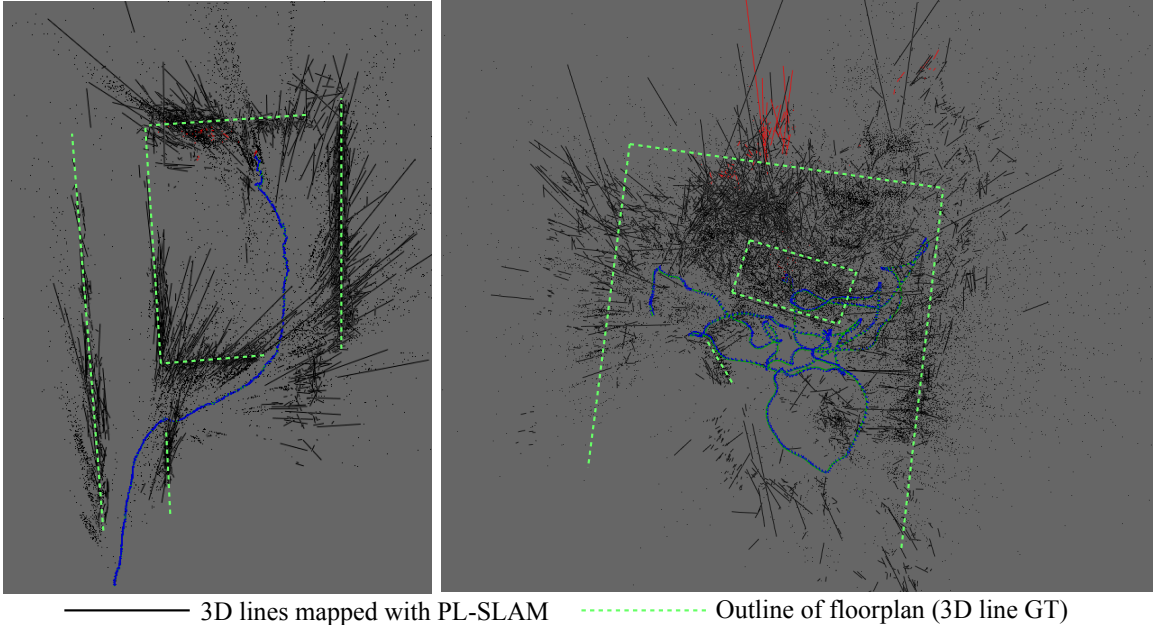 3D lines mapped with PL-SLAM
Outline of floorplan (3D line GT)